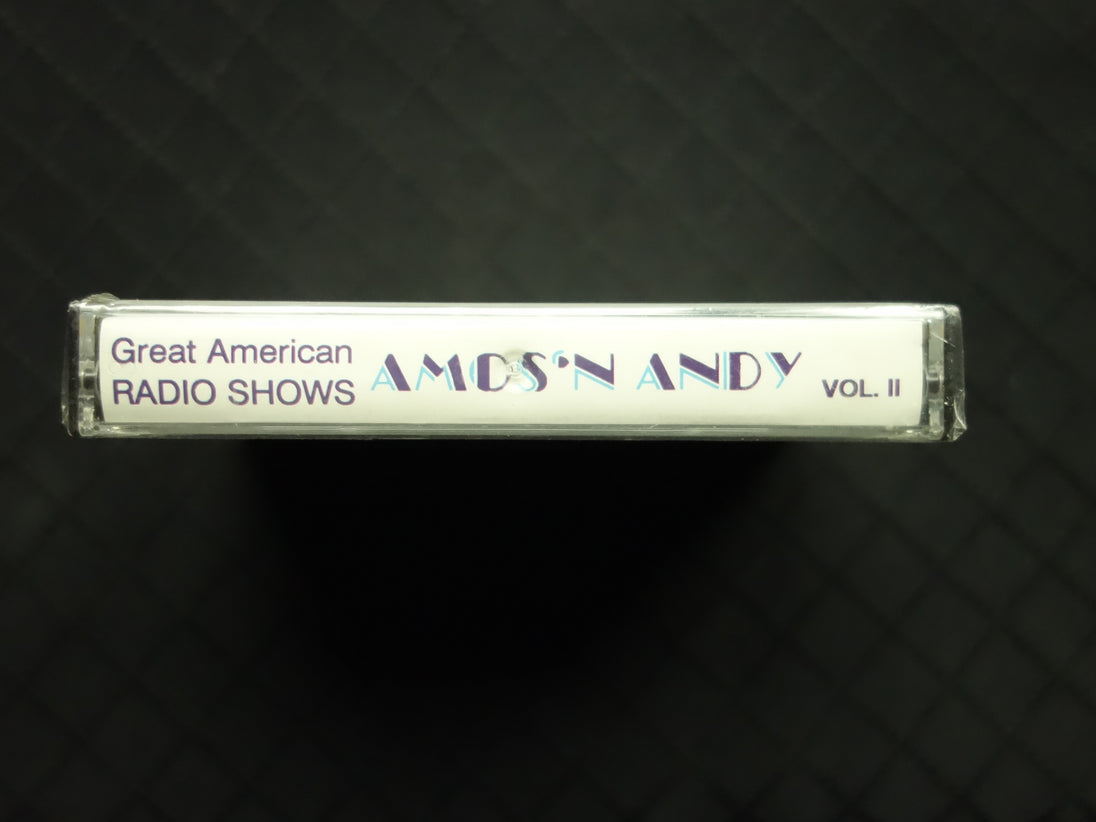 Great American
RADIO SHOWS
AMOS'N ANDY
VOL. II